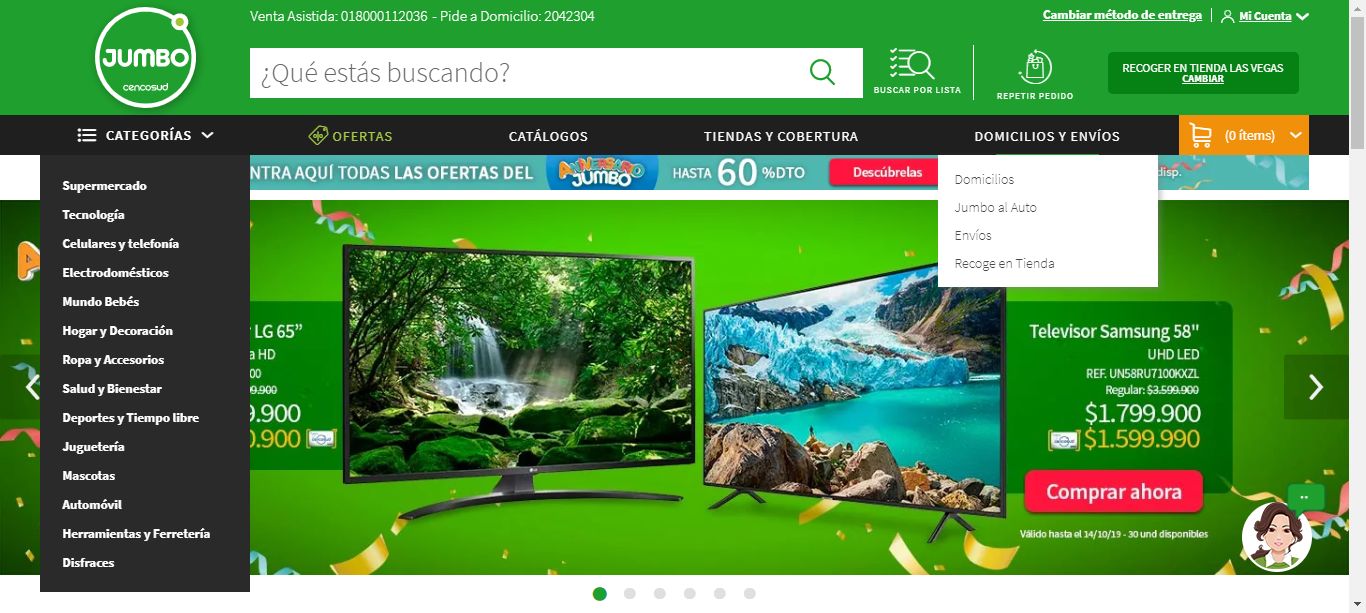 Venta Asistida: 018000112036 - Pide a Domicilio: 2042304
Cambiar método de entrega
Mi Cuenta
JUMBO
cencosud
¿Qué estás buscando?
BUSCAR POR LISTA
REPETIR PEDIDO
RECOGER EN TIENDA LAS VEGAS
CAMBIAR
CATEGORÍAS
OFERTAS
CATÁLOGOS
TIENDAS Y COBERTURA
DOMICILIOS Y ENVÍOS
(0 ítems)
NTRA AQUÍ TODAS LAS OFERTAS DEL
ANIVERSARIO
JUMBO
HASTA 60 %DTO
Descúbrelas
disp.
Domicilios
Jumbo al Auto
Envíos
Recoge en Tienda
Supermercado
Tecnología
Celulares y telefonía
Electrodomésticos
Mundo Bebés
Hogar y Decoración
Ropa y Accesorios
Salud y Bienestar
Deportes y Tiempo libre
Juguetería
Mascotas
Automóvil
Herramientas y Ferretería
Disfraces
LG 65”
a HD
00
9.900
9.900
0.900
Televisor Samsung 58"
UHD LED
REF. UN58RU7100KXZL
Regular: $3.599.900
$1.799.900
$1.599.990
Comprar ahora
Válido hasta el 14/10/19 - 30 und disponibles